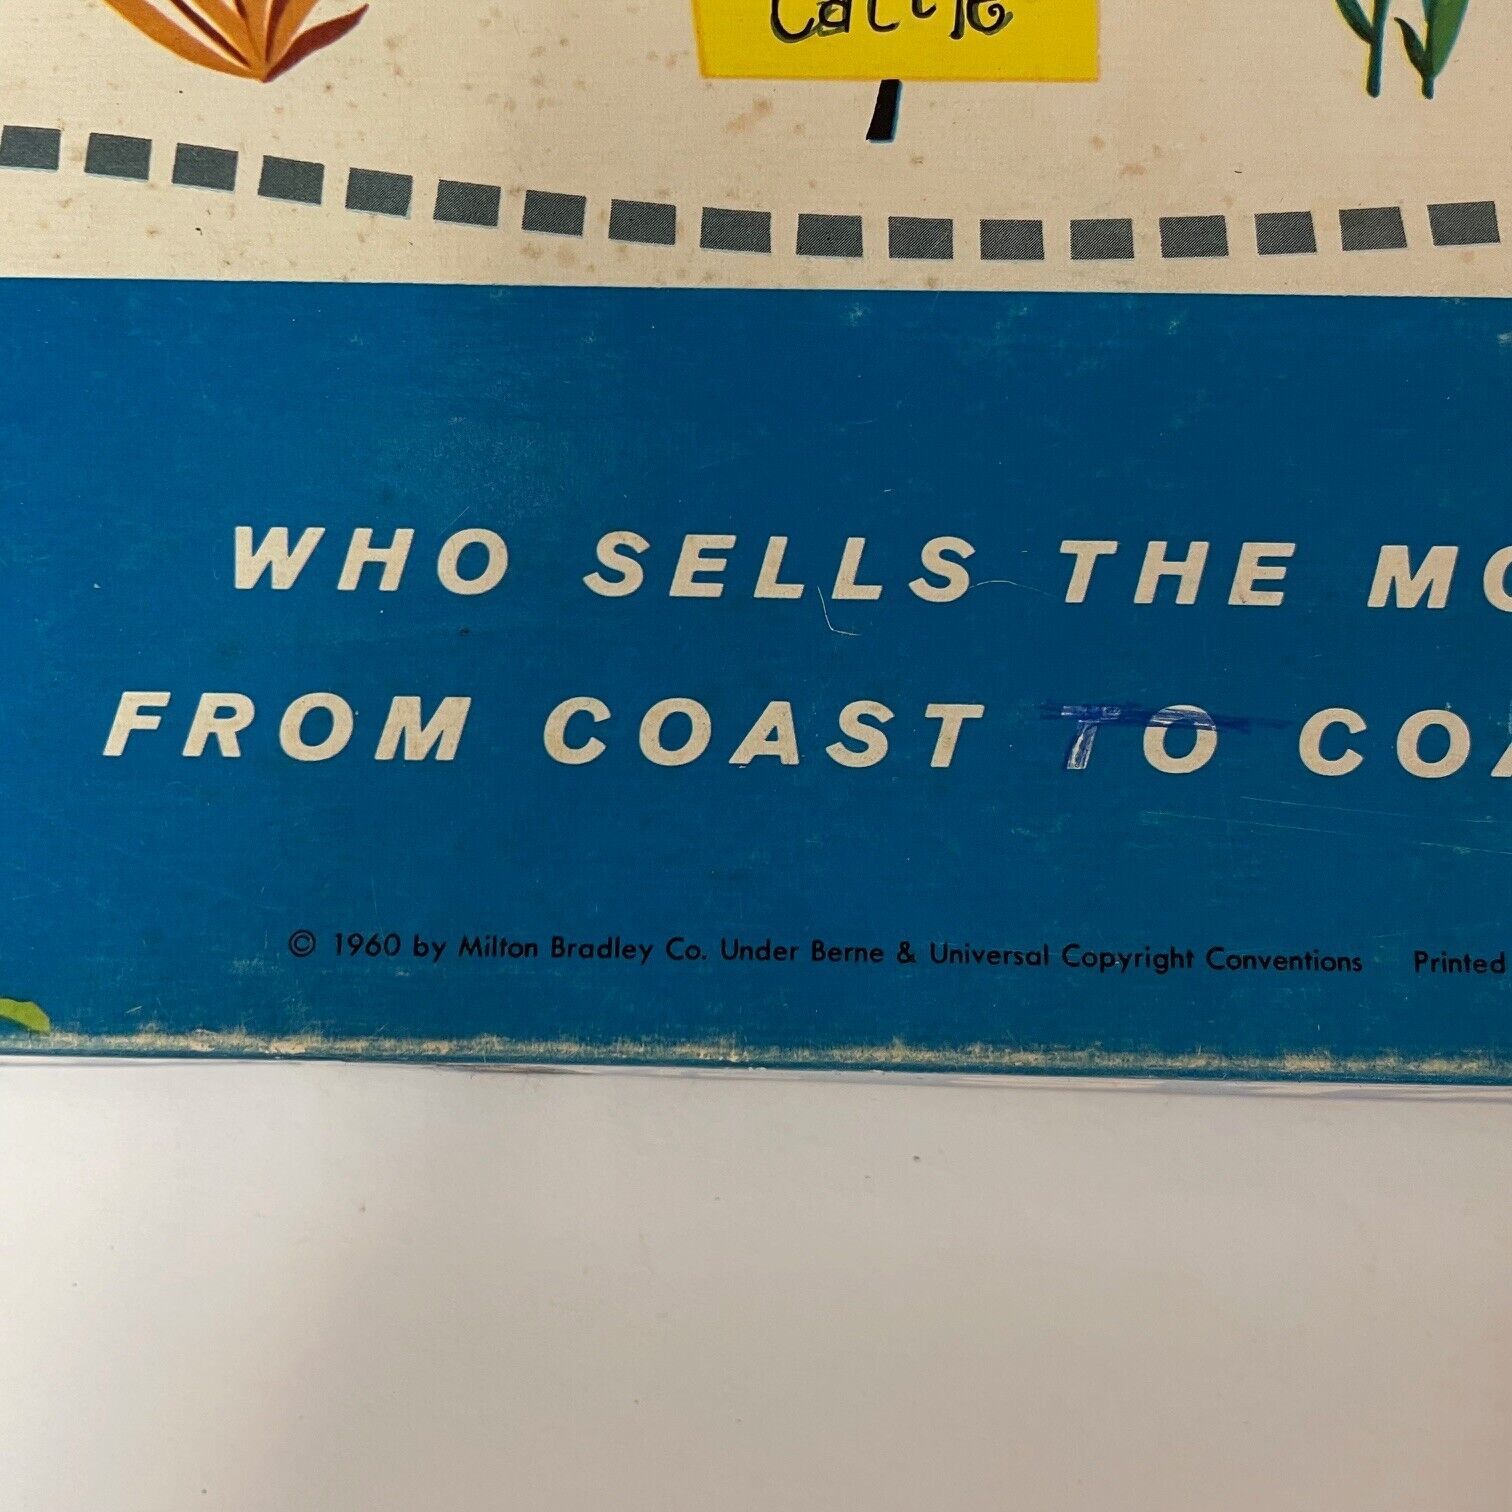 Cattle
WHO SELLS THE MO
FROM COAST TO COA
© 1960 by Milton Bradley Co. Under Berne & Universal Copyright Conventions Printed